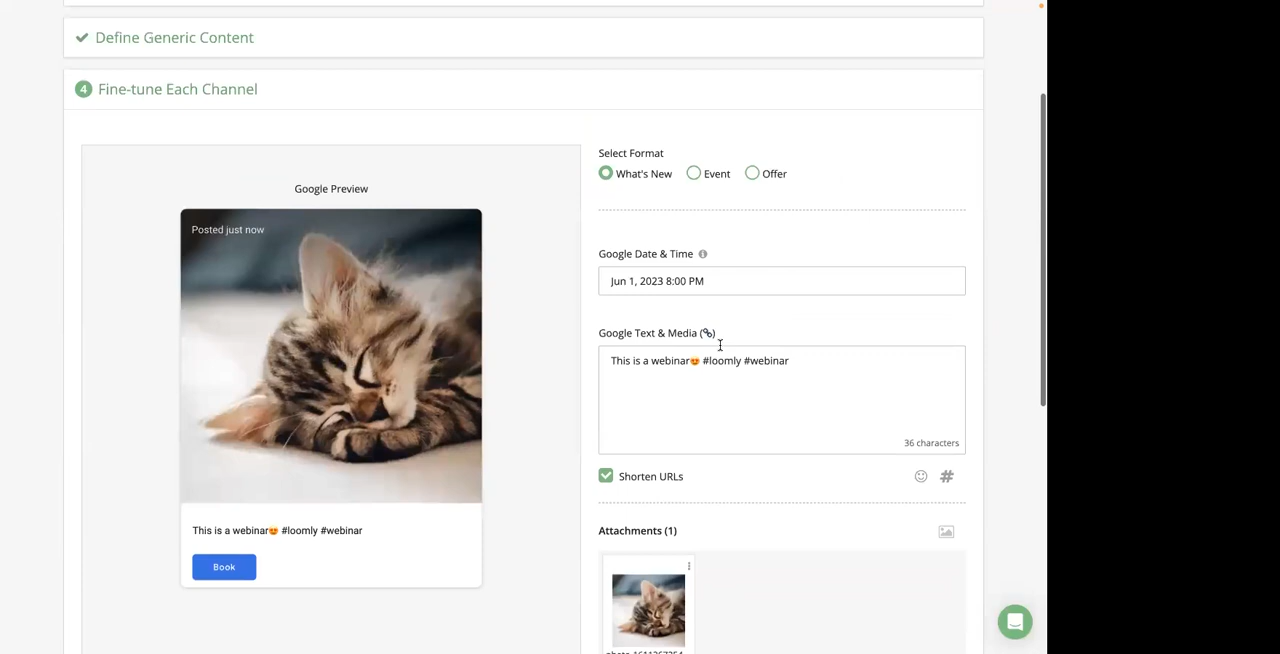 Define Generic Content
4 Fine-tune Each Channel
Google Preview
Posted just now
This is a webinar😍 #loomly #webinar
Book
Select Format
What's New Event Offer
Google Date & Time
Jun 1, 2023 8:00 PM
Google Text & Media ()
This is a webinar😍 #loomly #webinar
36 characters
Shorten URLs
#
Attachments (1)